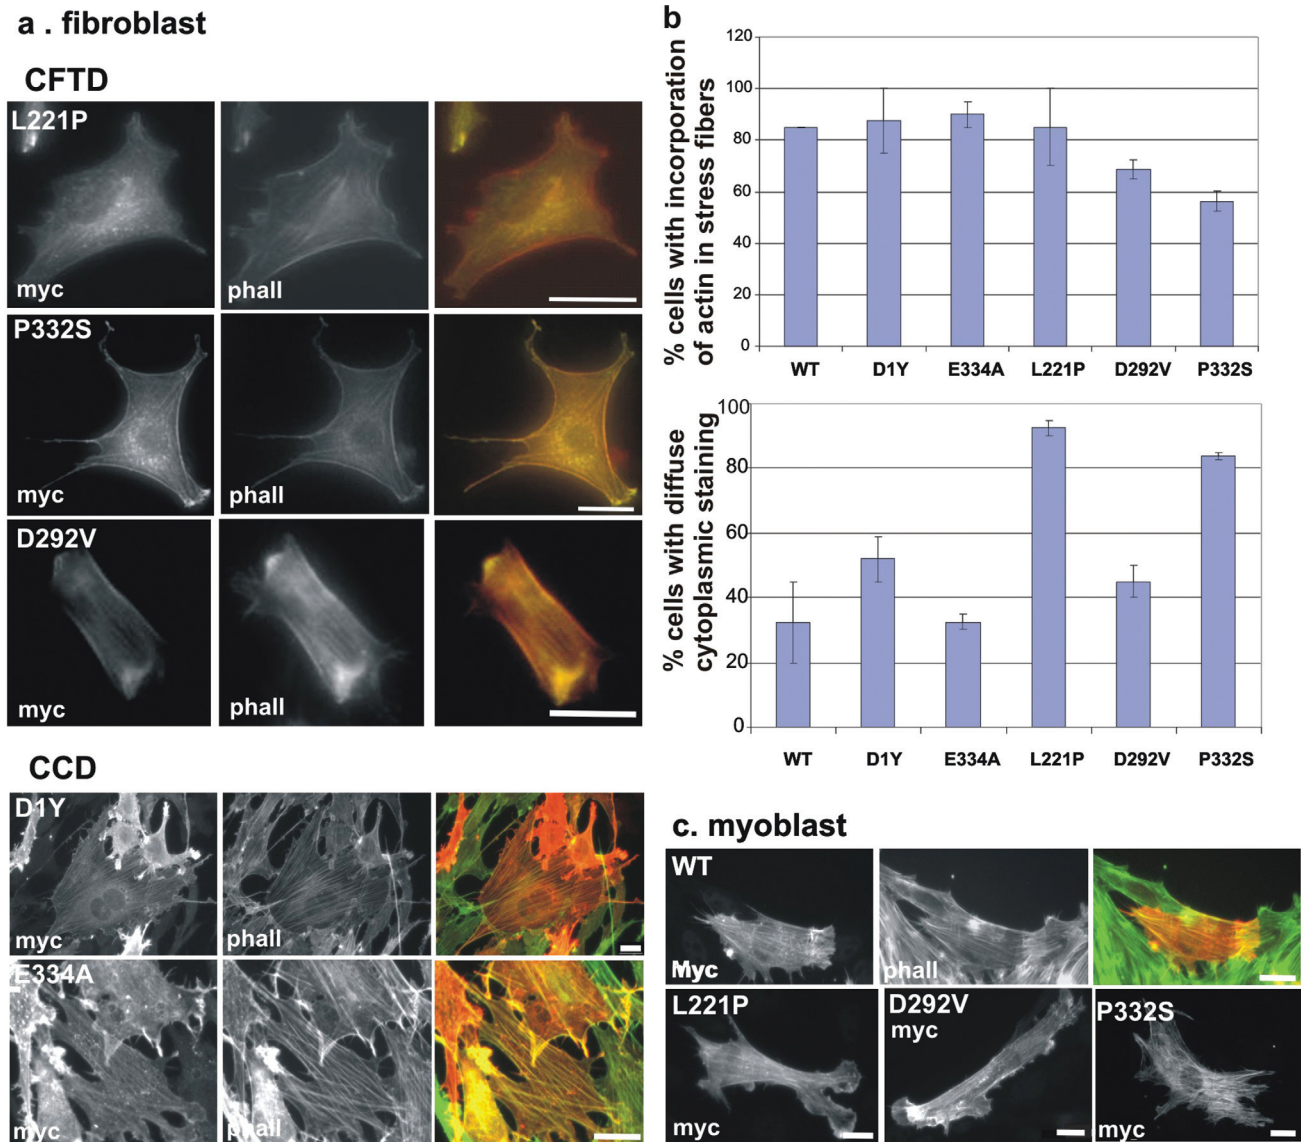 a . fibroblast
CFTD
L221P
myc
phall
P332S
myc
phall
D292V
myc
phall
CCD
D1Y
myc
phall
E334A
myc
phall
b
% cells with incorporation
of actin in stress fibers
120
100
80
60
40
20
0
WT D1Y E334A L221P D292V P332S
% cells with diffuse
cytoplasmic staining
100
80
60
40
20
0
WT D1Y E334A L221P D292V P332S
c. myoblast
WT
Myc
phall
L221P
myc
D292V
myc
P332S
myc